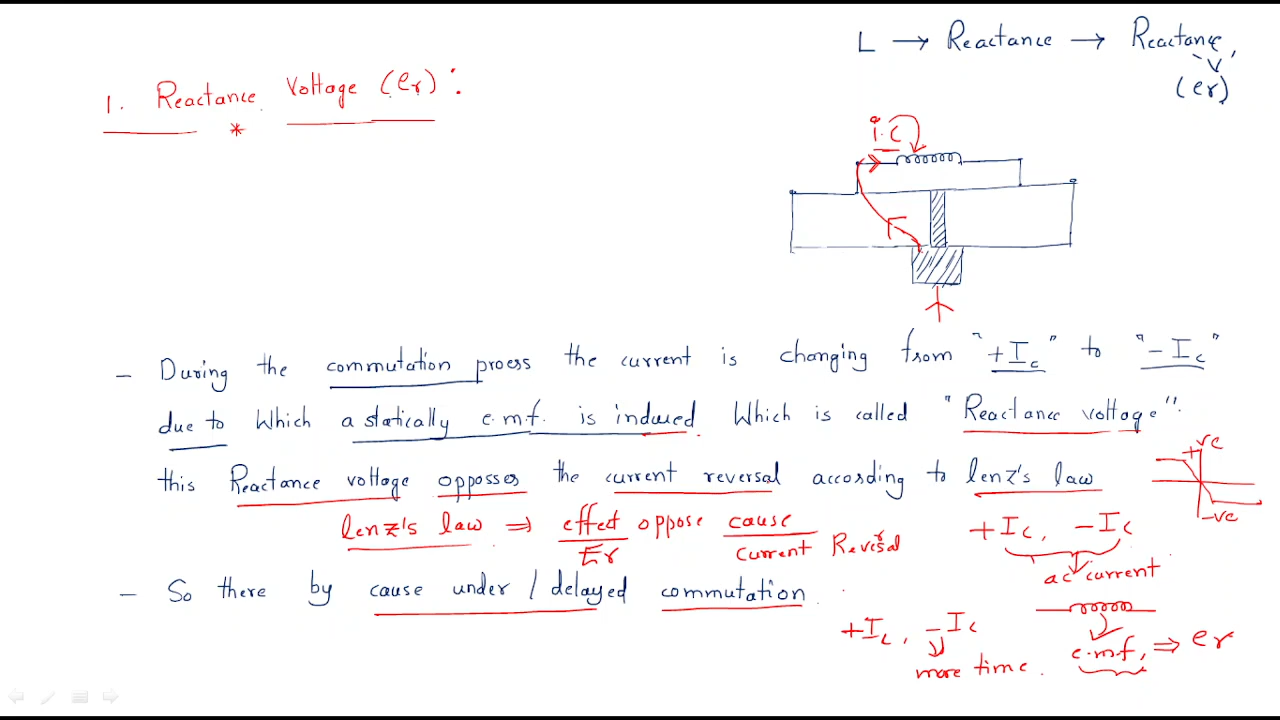 L → Reactance → Reactance,
v
(er)
1. Reactance Voltage (er) :
*
i.c
- During the commutation proess the current is changing from "+Ic" to "-Ic"
due to Which a statically e.m.f. is indued. Which is called "Reactance voltage".
this Reactance voltage opposses the current reversal according to lenz's law
+ve
-ve
lenz's law ⇒ effect oppose cause
Er current Reversal
+Ic, -Ic
ac current
- So there by cause under / delayed commutation.
+Ic, -Ic
more time.
e.m.f, ⇒ er